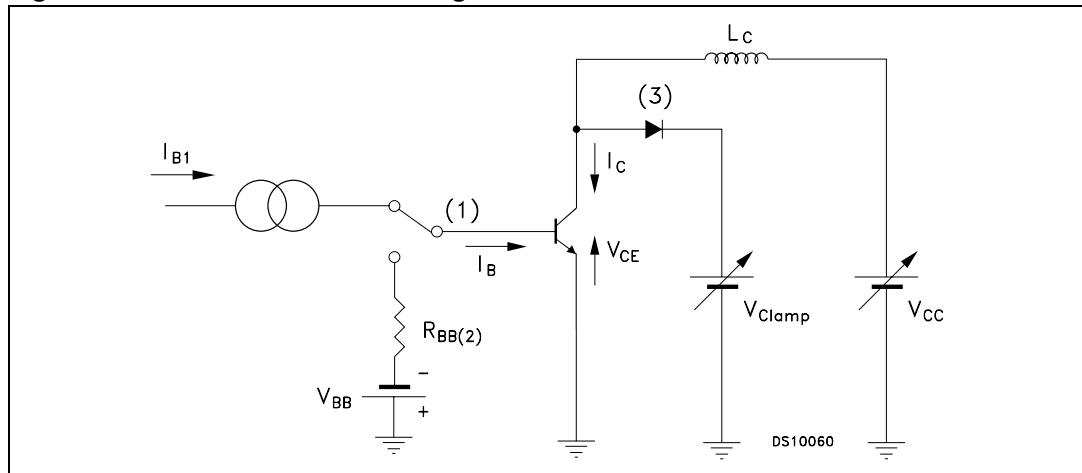 L_C
(3)
I_B1
I_C
(1)
I_B
V_CE
R_BB(2)
V_Clamp
V_CC
-
V_BB
+
DS10060